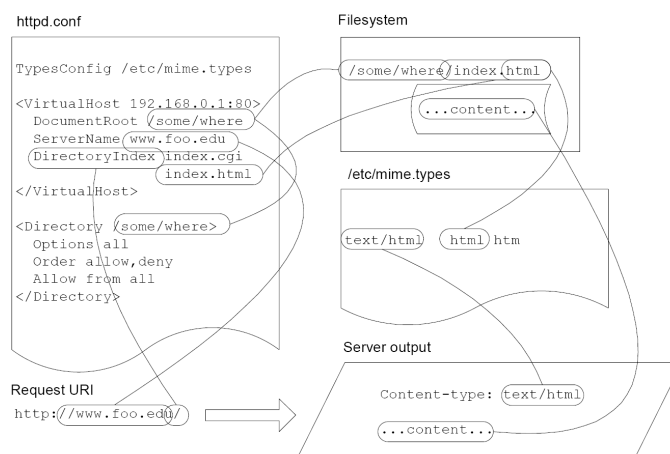 httpd.conf
TypesConfig /etc/mime.types
<VirtualHost 192.168.0.1:80>
DocumentRoot /some/where
ServerName www.foo.edu
DirectoryIndex index.cgi
index.html
</VirtualHost>
<Directory /some/where>
Options all
Order allow,deny
Allow from all
</Directory>
Request URI
http://www.foo.edu/
Filesystem
/some/where/index.html
...content...
/etc/mime.types
text/html html htm
Server output
Content-type: text/html
...content...